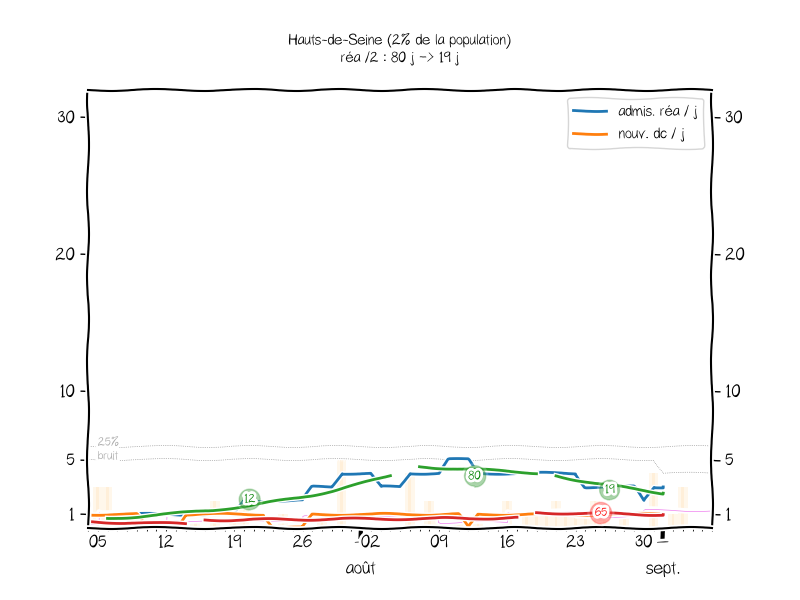 Hauts-de-Seine (2% de la population)
réa /2 : 80 j -> 19 j
admis. réa / j
nouv. dc / j
30
30
20
20
10
10
25%
bruit
5
5
80
19
12
65
1
1
05 12 19 26 02 09 16 23 30
août sept.